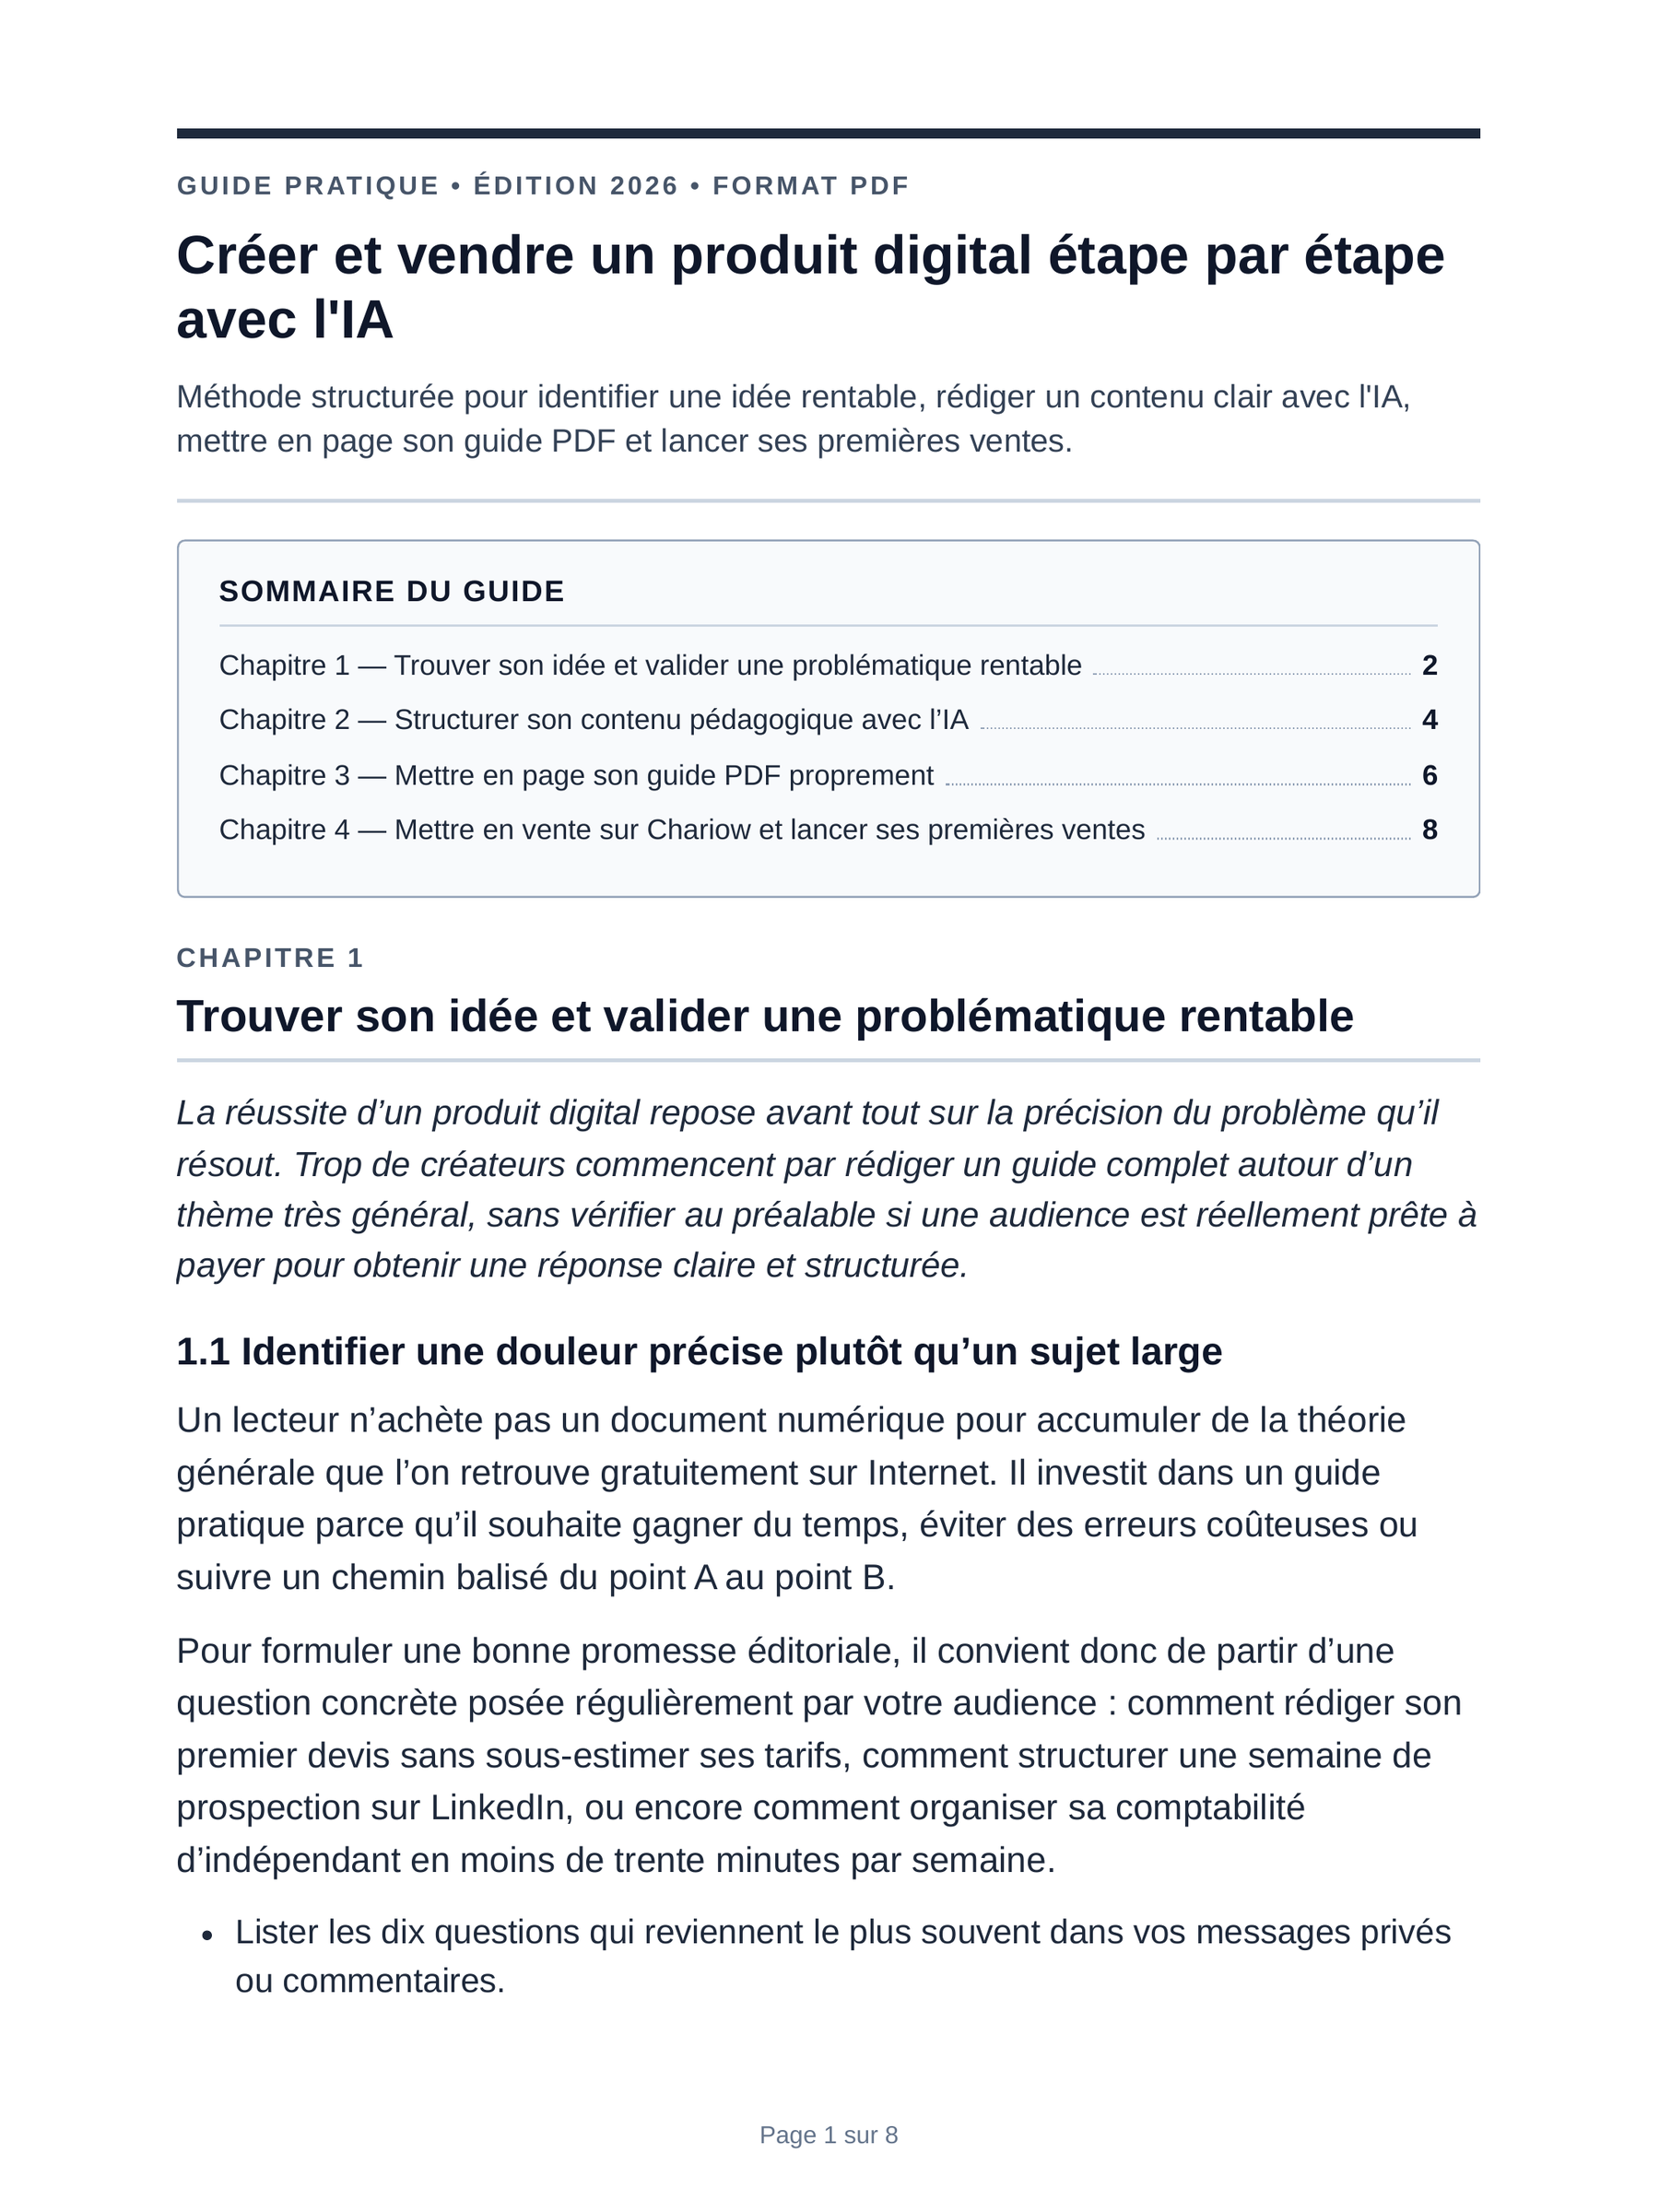 GUIDE PRATIQUE • ÉDITION 2026 • FORMAT PDF
Créer et vendre un produit digital étape par étape
avec l'IA
Méthode structurée pour identifier une idée rentable, rédiger un contenu clair avec l'IA,
mettre en page son guide PDF et lancer ses premières ventes.
SOMMAIRE DU GUIDE
Chapitre 1 — Trouver son idée et valider une problématique rentable 2
Chapitre 2 — Structurer son contenu pédagogique avec l’IA 4
Chapitre 3 — Mettre en page son guide PDF proprement 6
Chapitre 4 — Mettre en vente sur Chariow et lancer ses premières ventes 8
CHAPITRE 1
Trouver son idée et valider une problématique rentable
La réussite d’un produit digital repose avant tout sur la précision du problème qu’il
résout. Trop de créateurs commencent par rédiger un guide complet autour d’un
thème très général, sans vérifier au préalable si une audience est réellement prête à
payer pour obtenir une réponse claire et structurée.
1.1 Identifier une douleur précise plutôt qu’un sujet large
Un lecteur n’achète pas un document numérique pour accumuler de la théorie
générale que l’on retrouve gratuitement sur Internet. Il investit dans un guide
pratique parce qu’il souhaite gagner du temps, éviter des erreurs coûteuses ou
suivre un chemin balisé du point A au point B.
Pour formuler une bonne promesse éditoriale, il convient donc de partir d’une
question concrète posée régulièrement par votre audience : comment rédiger son
premier devis sans sous-estimer ses tarifs, comment structurer une semaine de
prospection sur LinkedIn, ou encore comment organiser sa comptabilité
d’indépendant en moins de trente minutes par semaine.
• Lister les dix questions qui reviennent le plus souvent dans vos messages privés
ou commentaires.
Page 1 sur 8